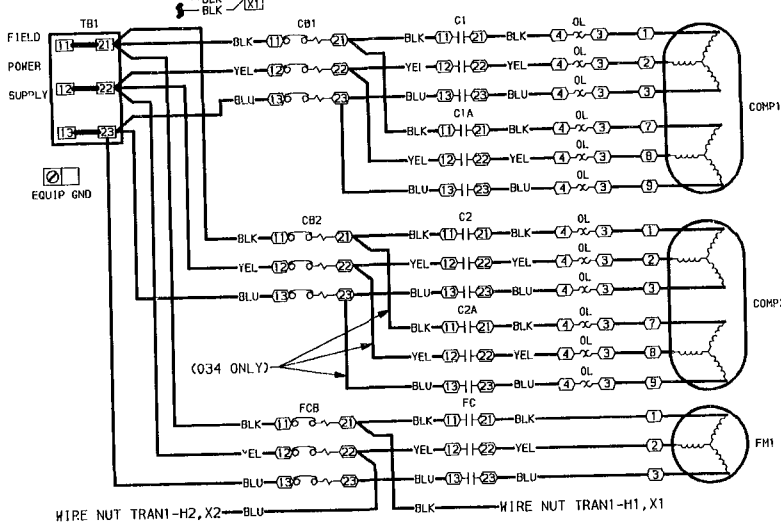 BLK X1
TB1 CB1 21 C1 OL
FIELD 11 21 BLK 11 21 BLK 11 21 BLK 4 3 1
POWER YEL 12 22 YEL 12 22 YEL 4 3 2
SUPPLY 12 22 BLU 13 23 BLU 13 23 BLU 4 3 3
13 23 C1A COMP1
BLK 11 21 BLK 4 OL 3 7
YEL 12 22 YEL 4 OL 3 8
EQUIP GND BLU 13 23 BLU 4 OL 3 9
CB2 C2 OL
BLK 11 21 BLK 11 21 BLK 4 3 1
YEL 12 22 YEL 12 22 YEL 4 OL 3 2
BLU 13 23 BLU 13 23 BLU 4 OL 3 3
C2A COMP
BLK 11 21 BLK 4 OL 3 7
(034 ONLY) YEL 12 22 YEL 4 OL 3 8
BLU 13 23 BLU 4 OL 3 9
FCB FC
BLK 11 21 BLK 11 21 BLK 1
YEL 12 22 YEL 12 22 YEL 2 FM1
BLU 13 23 BLU 13 23 BLU 3
WIRE NUT TRAN1-H2,X2 BLU BLK WIRE NUT TRAN1-H1,X1